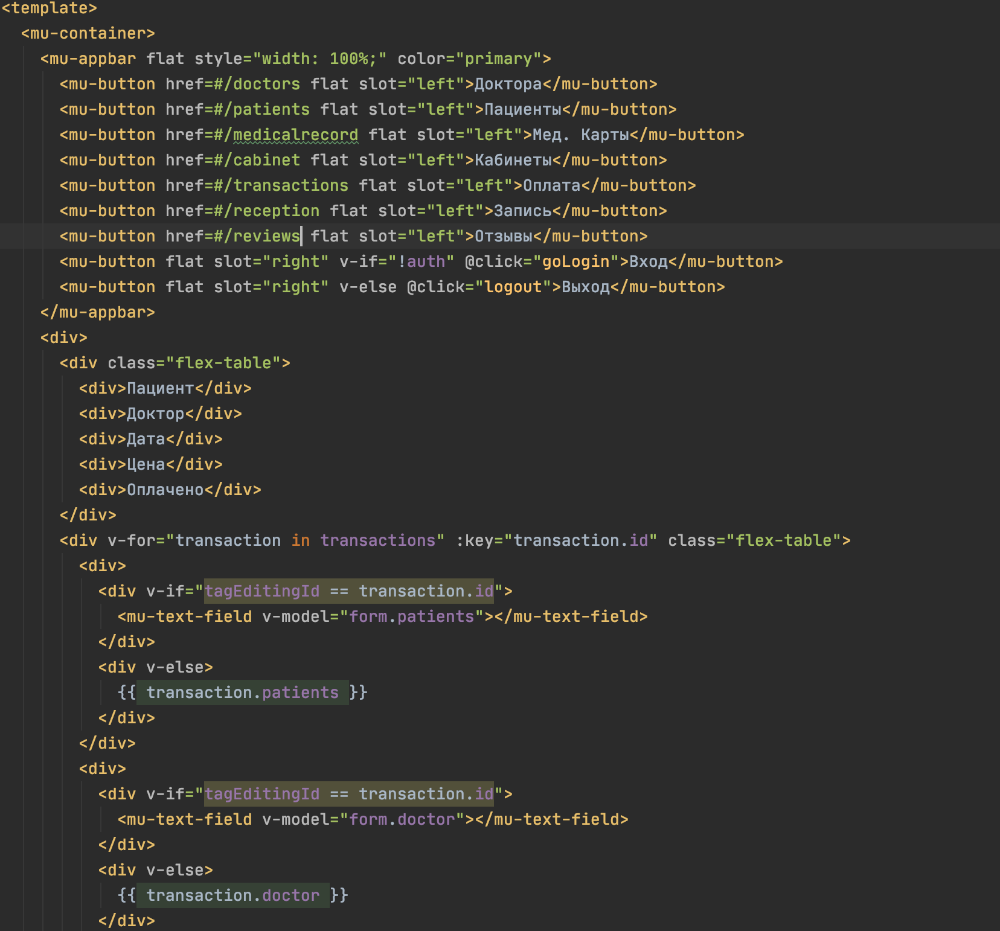 <template>
<mu-container>
<mu-appbar flat style="width: 100%;" color="primary">
<mu-button href=#/doctors flat slot="left">Доктора</mu-button>
<mu-button href=#/patients flat slot="left">Пациенты</mu-button>
<mu-button href=#/medicalrecord flat slot="left">Мед. Карты</mu-button>
<mu-button href=#/cabinet flat slot="left">Кабинеты</mu-button>
<mu-button href=#/transactions flat slot="left">Оплата</mu-button>
<mu-button href=#/reception flat slot="left">Запись</mu-button>
<mu-button href=#/reviews flat slot="left">Отзывы</mu-button>
<mu-button flat slot="right" v-if="!auth" @click="goLogin">Вход</mu-button>
<mu-button flat slot="right" v-else @click="logout">Выход</mu-button>
</mu-appbar>
<div>
<div class="flex-table">
<div>Пациент</div>
<div>Доктор</div>
<div>Дата</div>
<div>Цена</div>
<div>Оплачено</div>
</div>
<div v-for="transaction in transactions" :key="transaction.id" class="flex-table">
<div>
<div v-if="tagEditingId == transaction.id">
<mu-text-field v-model="form.patients"></mu-text-field>
</div>
<div v-else>
{{ transaction.patients }}
</div>
</div>
<div>
<div v-if="tagEditingId == transaction.id">
<mu-text-field v-model="form.doctor"></mu-text-field>
</div>
<div v-else>
{{ transaction.doctor }}
</div>